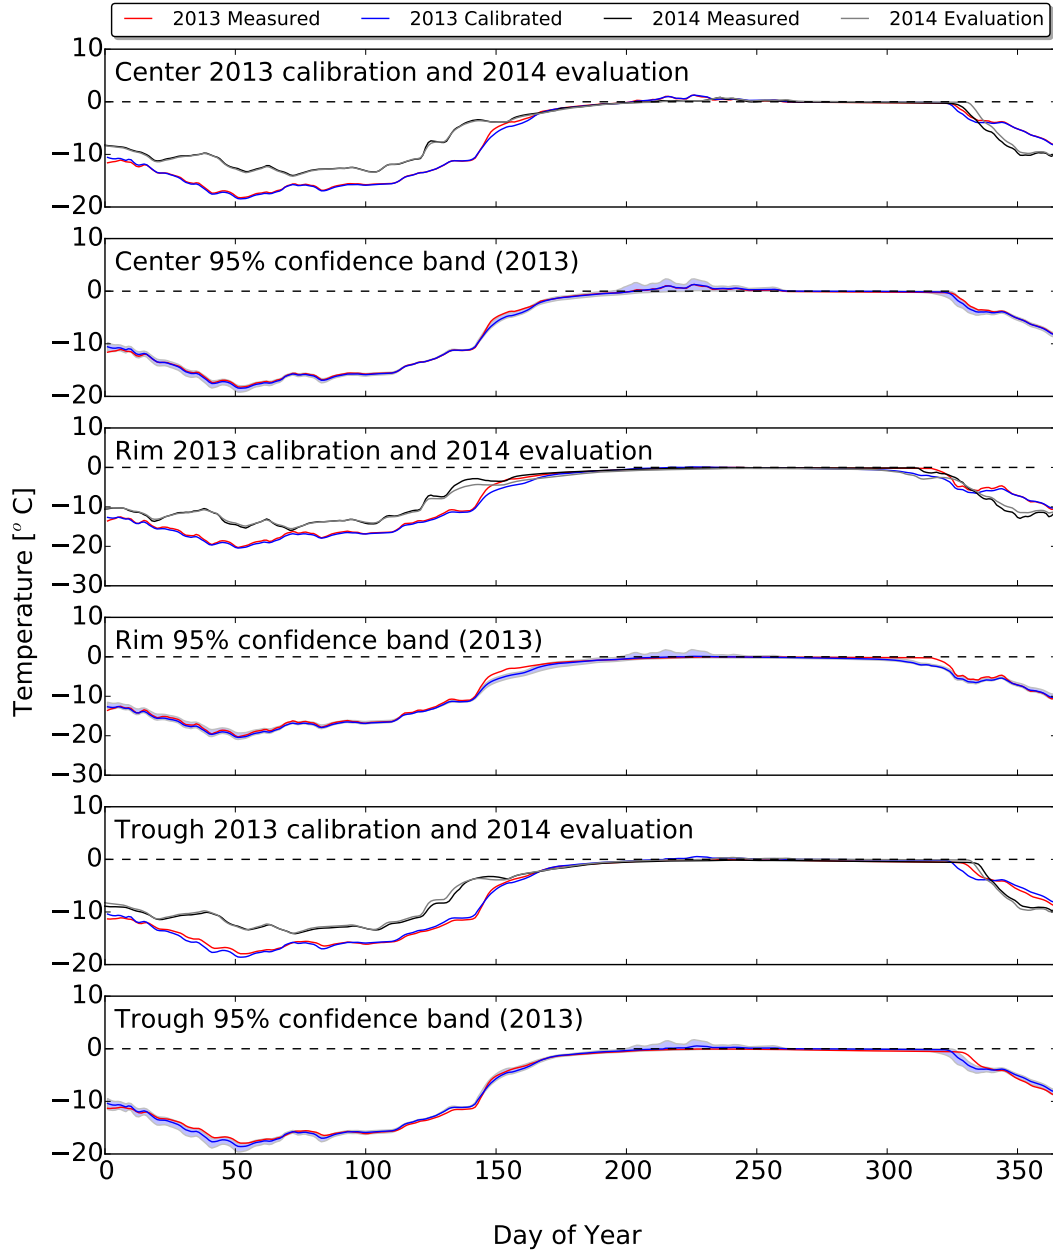 2013 Measured 2013 Calibrated 2014 Measured 2014 Evaluation
Center 2013 calibration and 2014 evaluation
10
0
−10
−20
Center 95% confidence band (2013)
10
0
−10
−20
Rim 2013 calibration and 2014 evaluation
10
0
−10
−20
−30
Rim 95% confidence band (2013)
10
0
−10
−20
−30
Trough 2013 calibration and 2014 evaluation
10
0
−10
−20
Trough 95% confidence band (2013)
10
0
−10
−20
0 50 100 150 200 250 300 350
Temperature [° C]
Day of Year